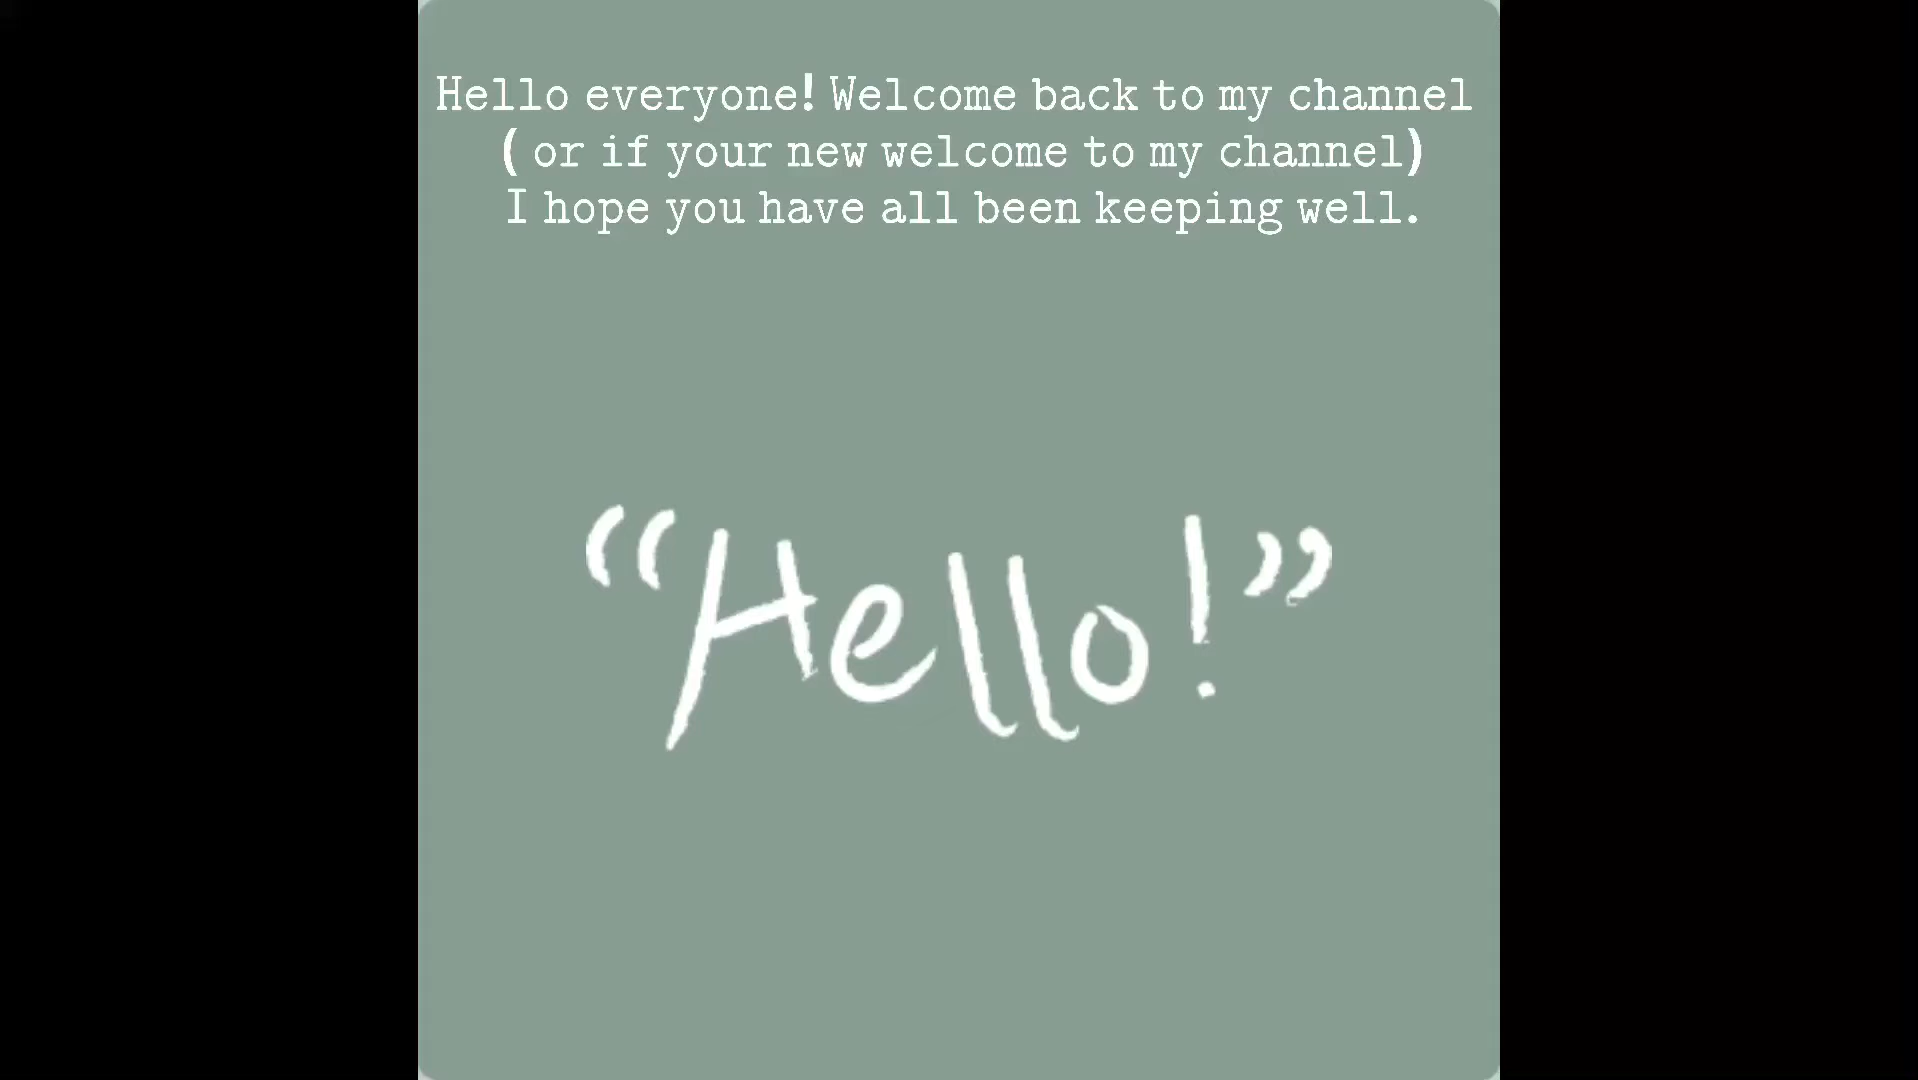 Hello everyone! Welcome back to my channel
( or if your new welcome to my channel)
I hope you have all been keeping well.
“Hello!”